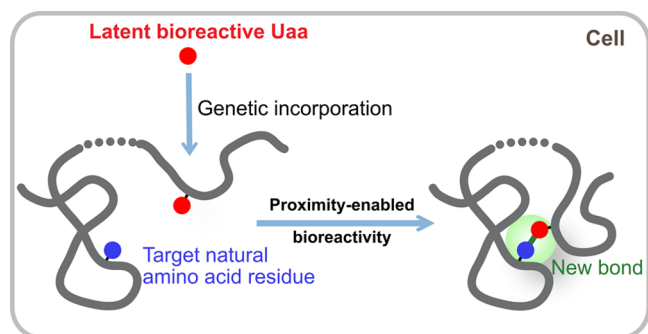 Latent bioreactive Uaa
Cell
Genetic incorporation
Proximity-enabled
bioreactivity
Target natural
amino acid residue
New bond